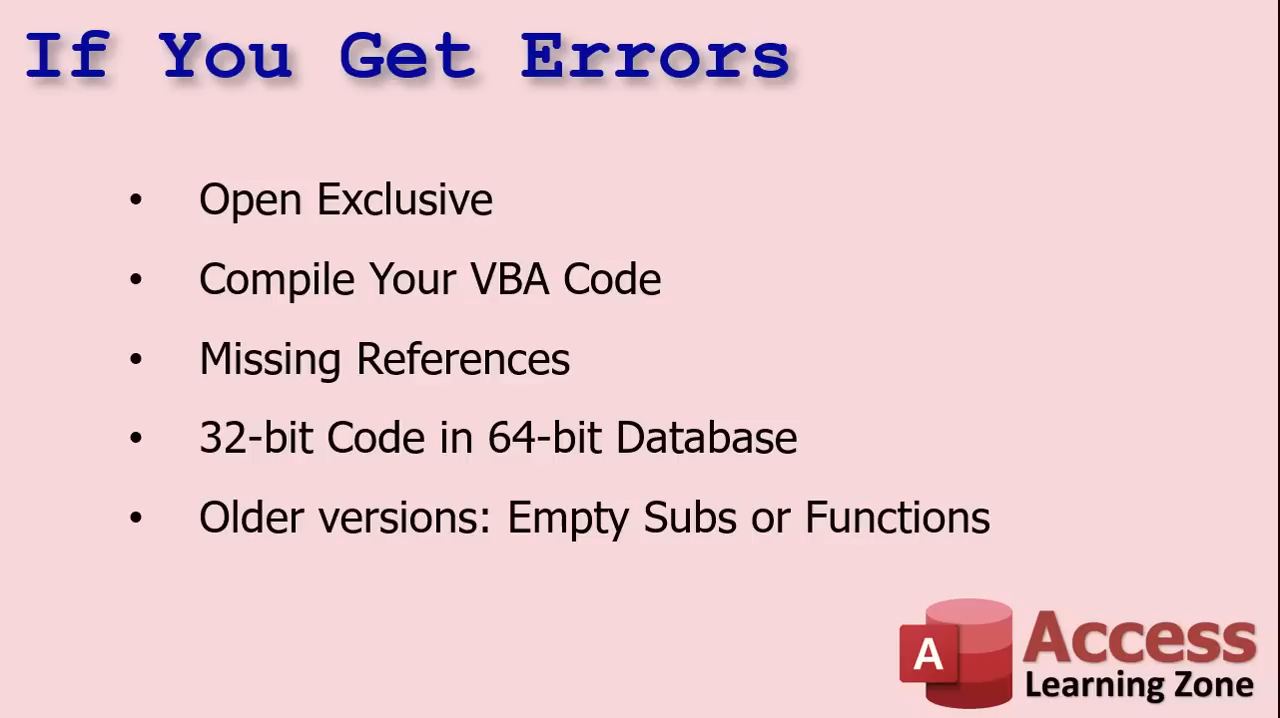 If You Get Errors
• Open Exclusive
• Compile Your VBA Code
• Missing References
• 32-bit Code in 64-bit Database
• Older versions: Empty Subs or Functions
A
Access
Learning Zone